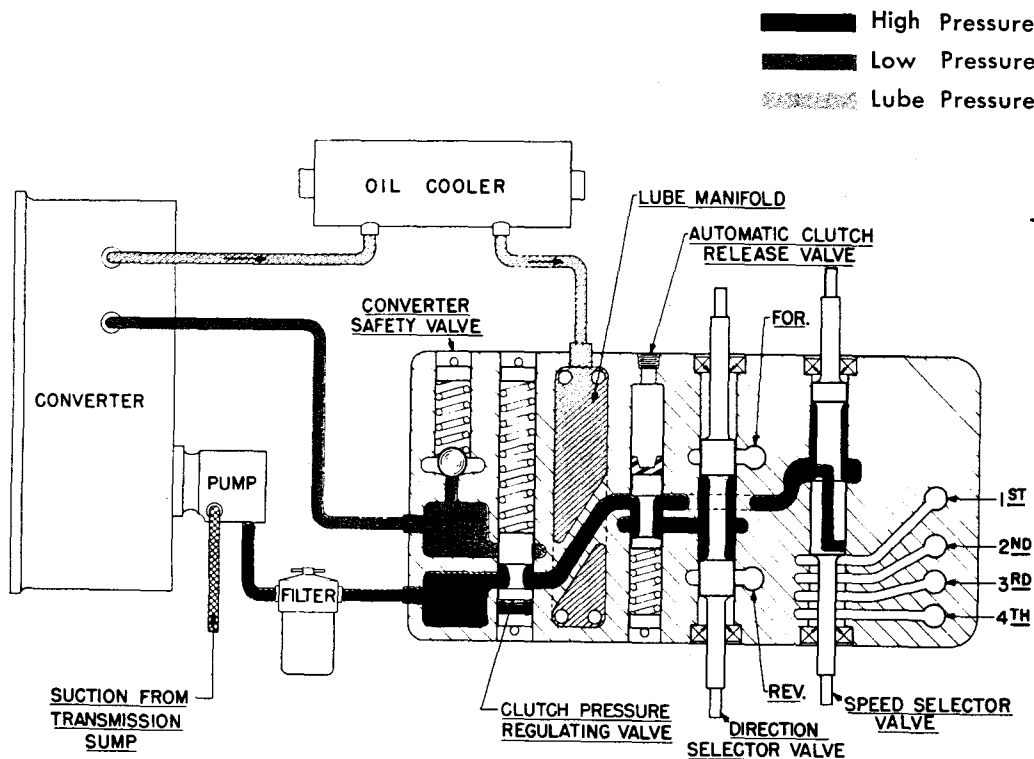 High Pressure
Low Pressure
Lube Pressure
OIL COOLER
LUBE MANIFOLD
AUTOMATIC CLUTCH
RELEASE VALVE
CONVERTER
SAFETY VALVE
FOR.
CONVERTER
PUMP
FILTER
1ST
2ND
3RD
4TH
SUCTION FROM
TRANSMISSION
SUMP
CLUTCH PRESSURE
REGULATING VALVE
REV.
DIRECTION
SELECTOR VALVE
SPEED SELECTOR
VALVE